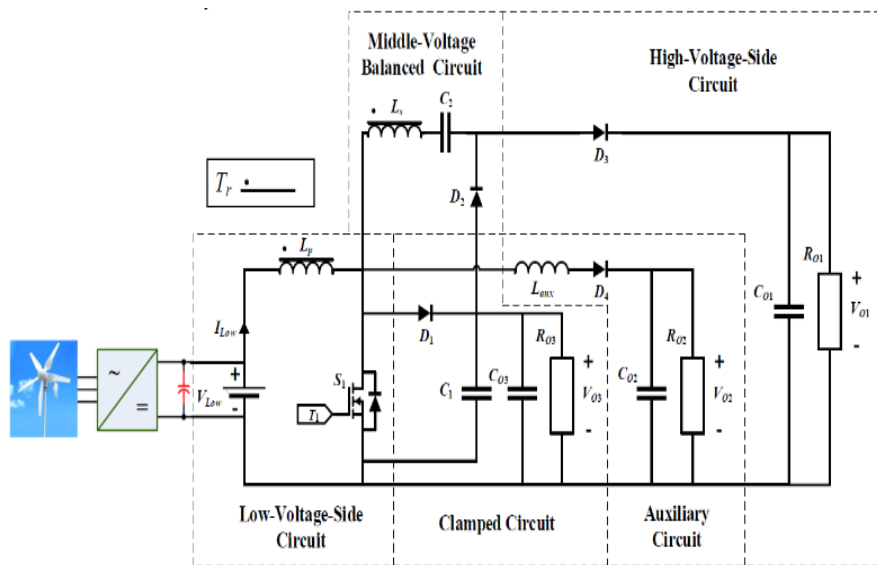 Middle-Voltage
Balanced Circuit
High-Voltage-Side
Circuit
Ls
C2
D3
Tr
D2
Lp
Laux
D4
RO1
CO1
+
VO1
-
ILow
D1
RO3
RO2
~
=
+
VLow
-
S1
T1
C1
CO3
+
VO3
-
CO2
+
VO2
-
Low-Voltage-Side
Circuit
Clamped Circuit
Auxiliary
Circuit